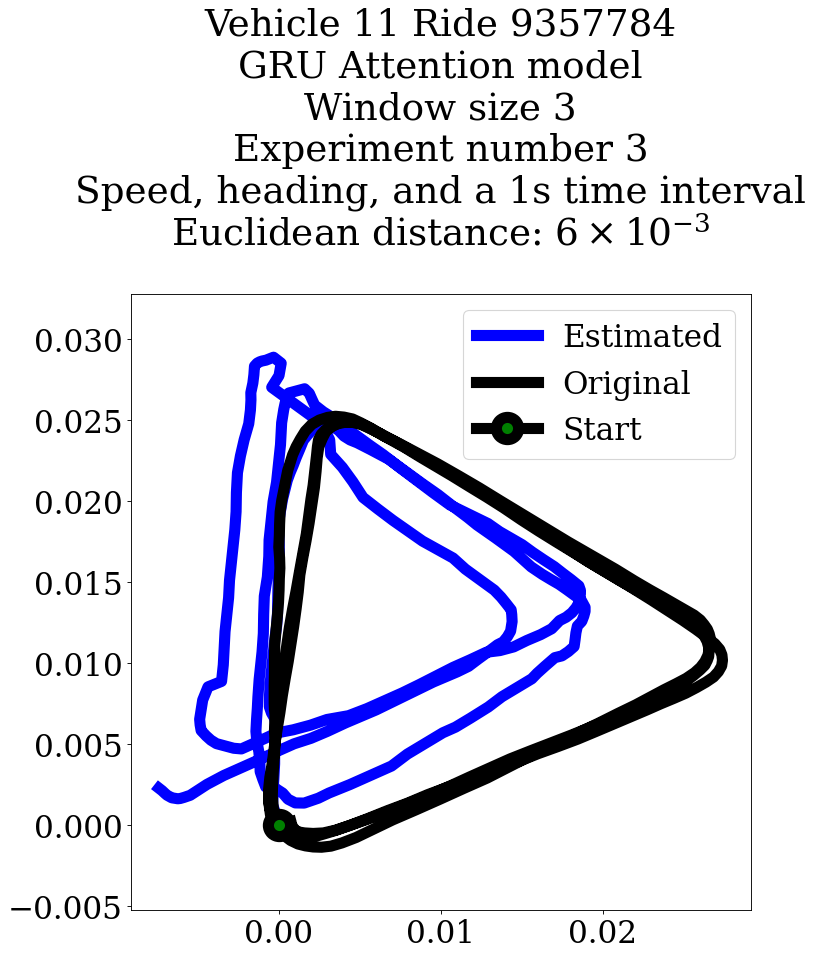 Vehicle 11 Ride 9357784
GRU Attention model
Window size 3
Experiment number 3
Speed, heading, and a 1s time interval
Euclidean distance: 6 × 10⁻³
Estimated
Original
Start
0.030
0.025
0.020
0.015
0.010
0.005
0.000
−0.005
0.00 0.01 0.02